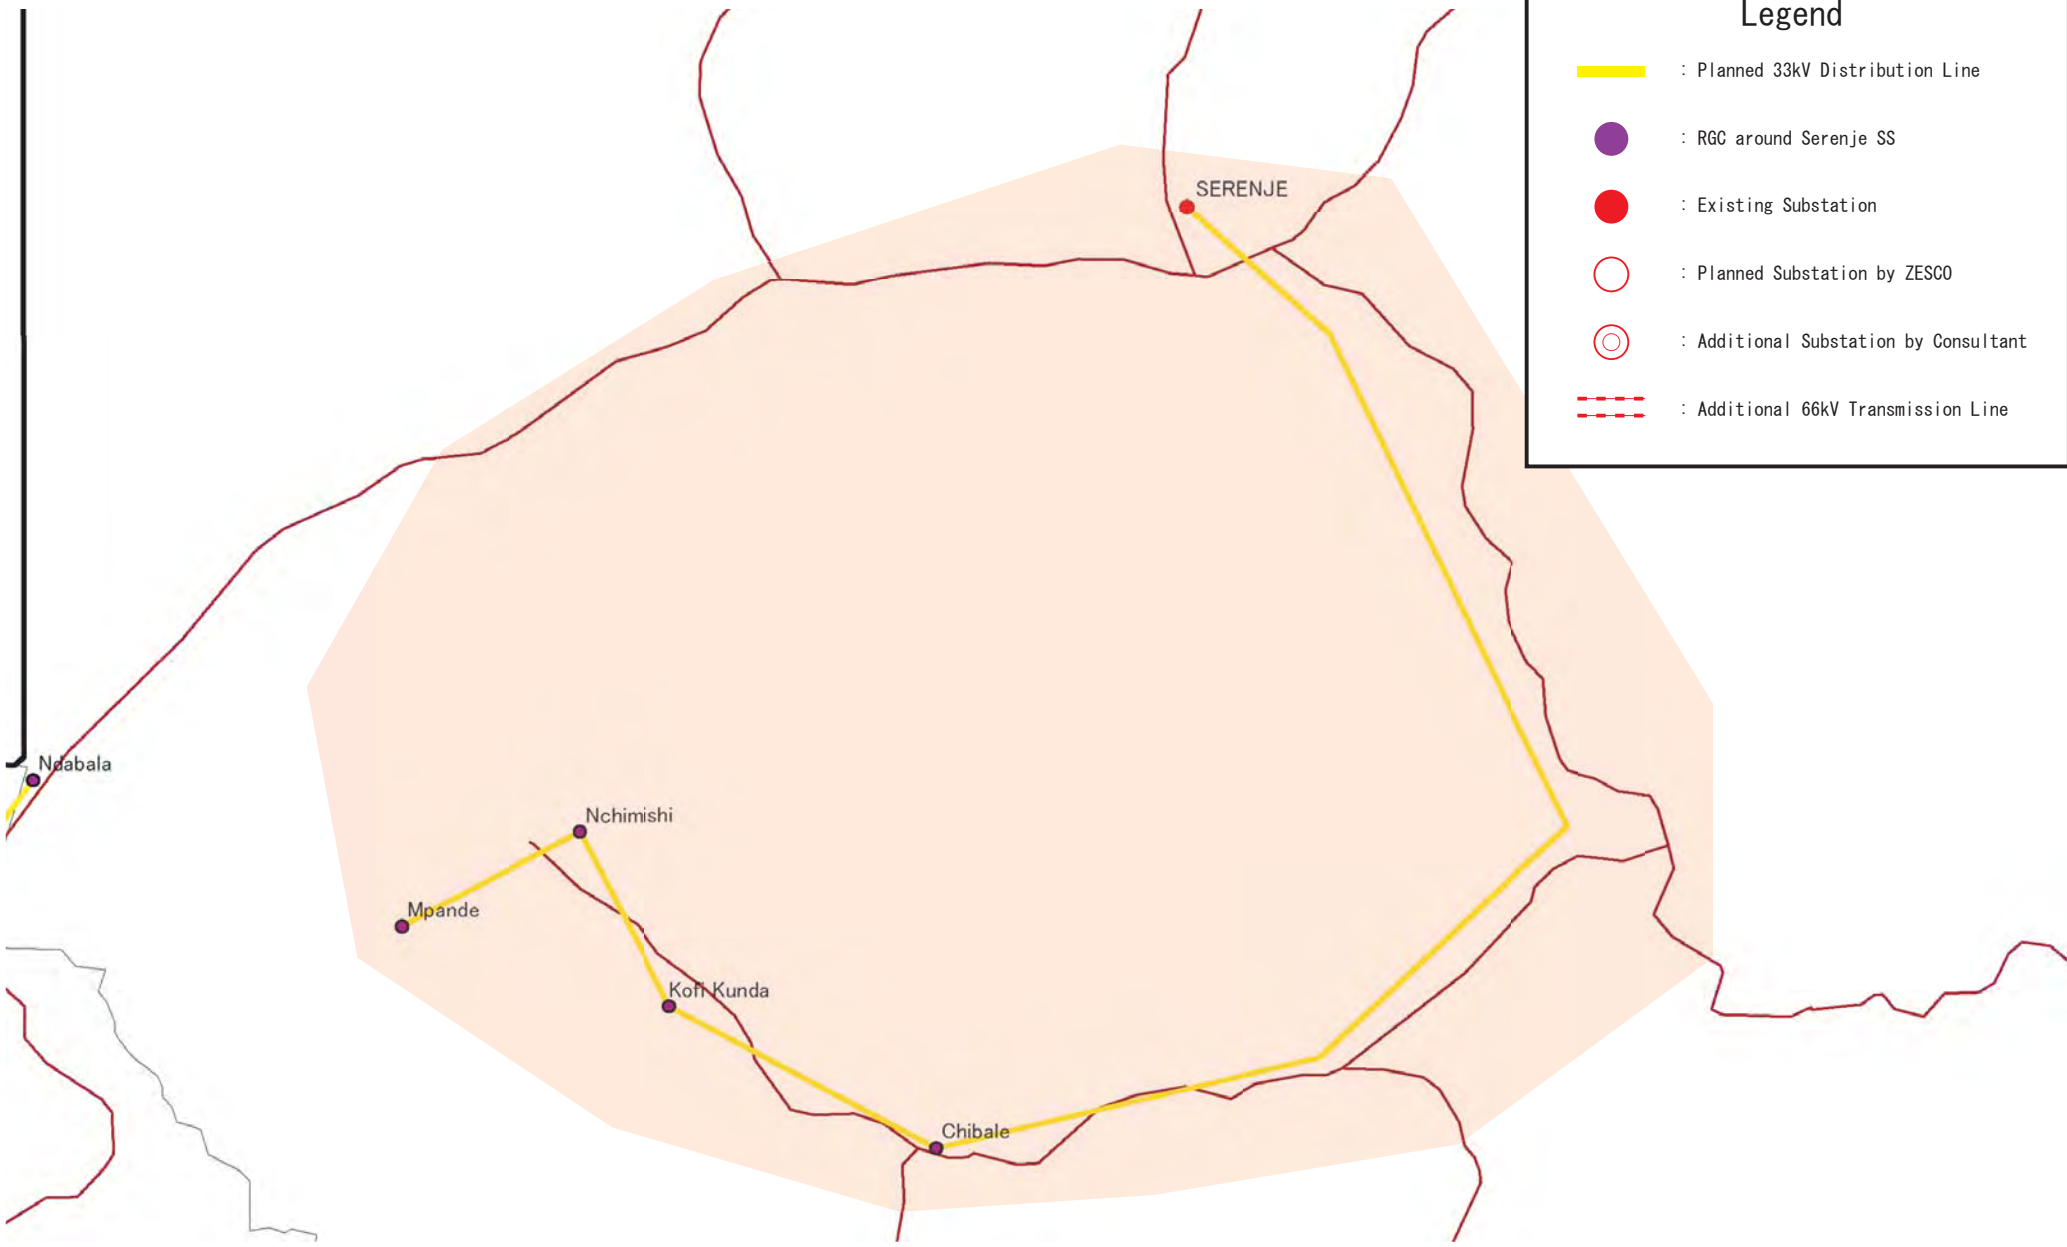 Legend
: Planned 33kV Distribution Line
: RGC around Serenje SS
: Existing Substation
: Planned Substation by ZESCO
: Additional Substation by Consultant
: Additional 66kV Transmission Line
SERENJE
Ndabala
Nchimishi
Mpande
Kofi Kunda
Chibale